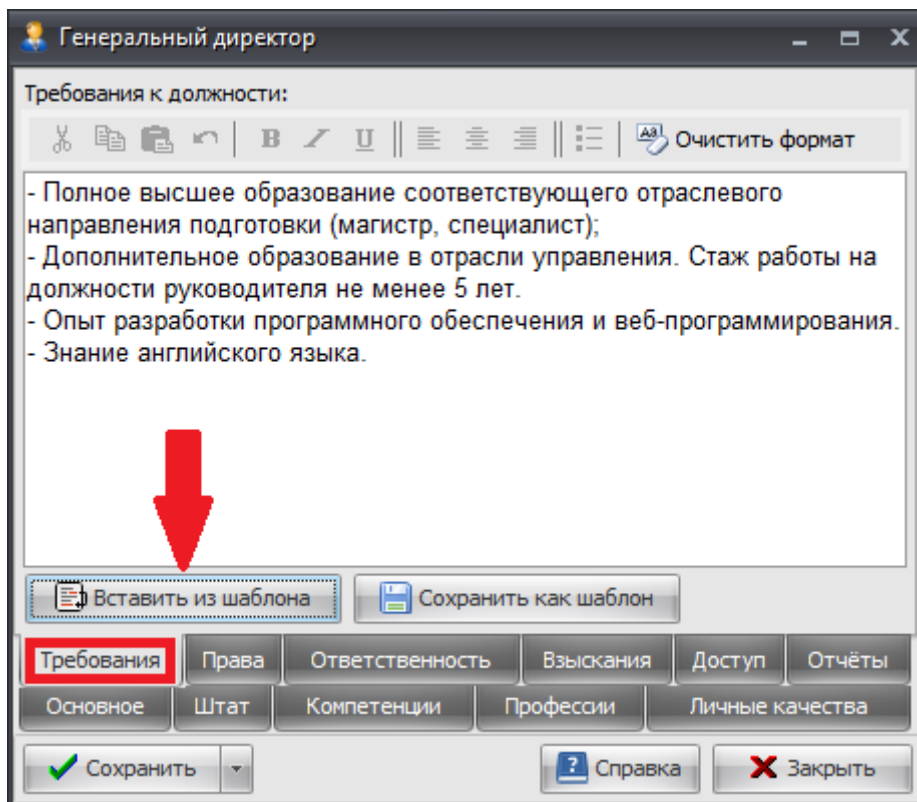 Генеральный директор
Требования к должности:
B I U Очистить формат
- Полное высшее образование соответствующего отраслевого
направления подготовки (магистр, специалист);
- Дополнительное образование в отрасли управления. Стаж работы на
должности руководителя не менее 5 лет.
- Опыт разработки программного обеспечения и веб-программирования.
- Знание английского языка.
Вставить из шаблона Сохранить как шаблон
Требования Права Ответственность Взыскания Доступ Отчёты
Основное Штат Компетенции Профессии Личные качества
Сохранить Справка Закрыть